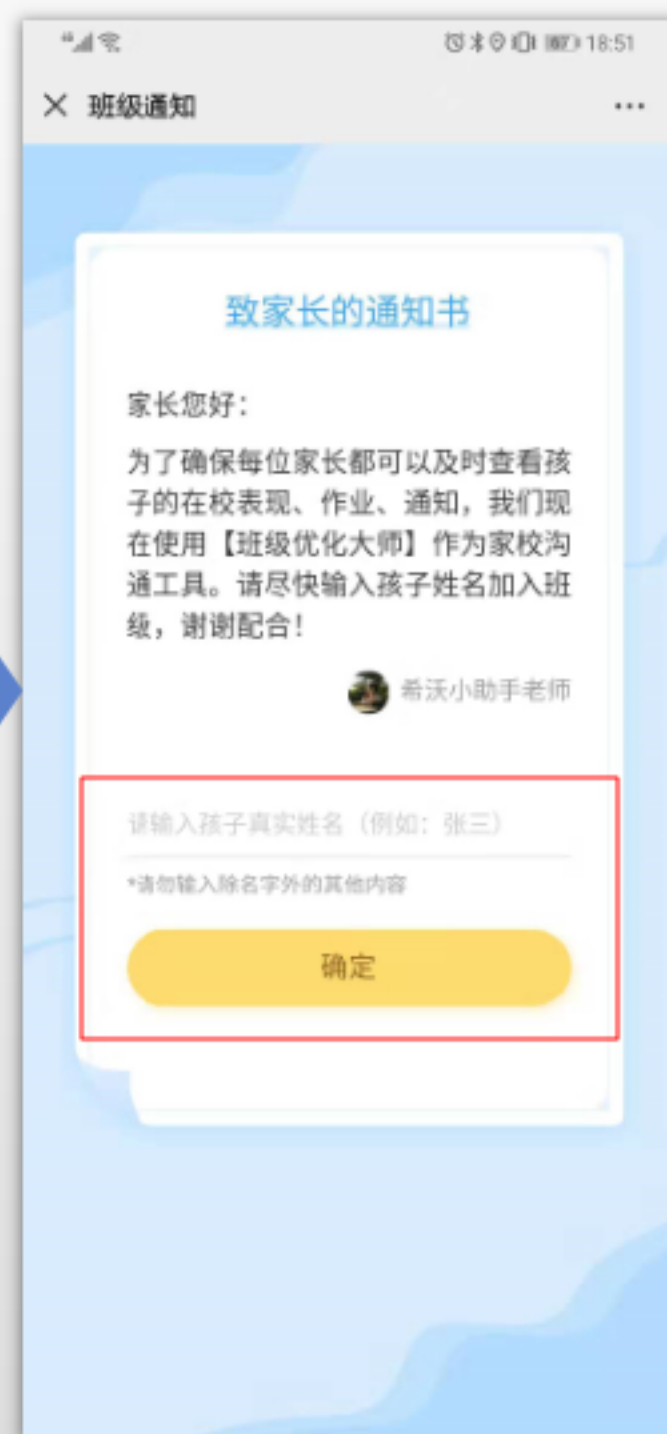 18:51
班级通知
致家长的通知书
家长您好：
为了确保每位家长都可以及时查看孩
子的在校表现、作业、通知，我们现
在使用【班级优化大师】作为家校沟
通工具。请尽快输入孩子姓名加入班
级，谢谢配合！
希沃小助手老师
请输入孩子真实姓名（例如：张三）
*请勿输入除名字外的其他内容
确定